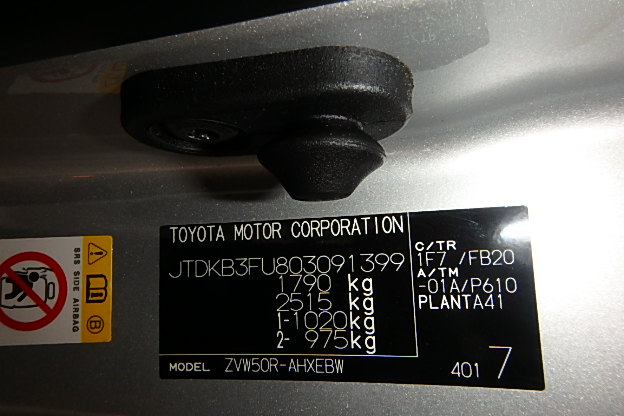 TOYOTA MOTOR CORPORATION
JTDKB3FU803091399
1790 kg
2515 kg
1- 1020 kg
2- 975 kg
C/TR
1F7 /FB20
A/TM
-01A/P610
PLANTA41
MODEL ZVW50R-AHXEBW
401 7
SRS SIDE AIRBAG
B